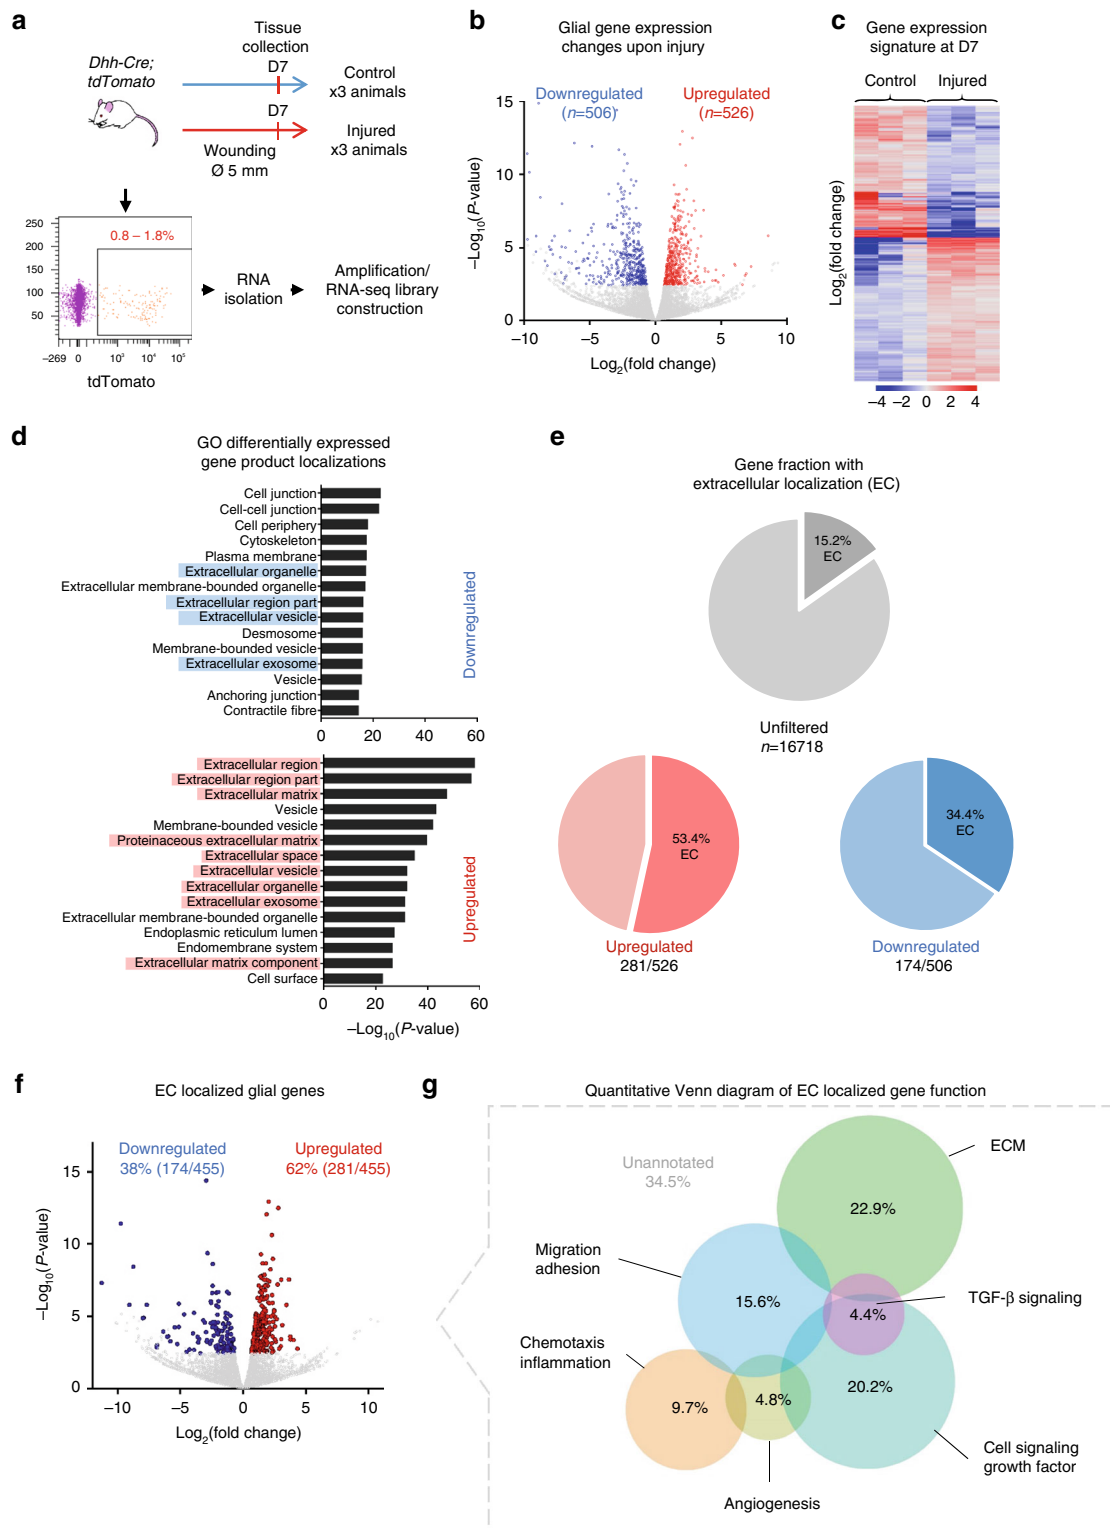 a
Dhh-Cre;
tdTomato
Tissue
collection
D7
Control
x3 animals
D7
Injured
x3 animals
Wounding
Ø 5 mm
0.8 – 1.8%
250
200
150
100
50
–269 0 10³ 10⁴ 10⁵
tdTomato
RNA
isolation
Amplification/
RNA-seq library
construction
b
Glial gene expression
changes upon injury
Downregulated
(n=506)
Upregulated
(n=526)
15
10
5
0
–Log₁₀(P-value)
–10 –5 0 5 10
Log₂(fold change)
c
Gene expression
signature at D7
Control Injured
Log₂(fold change)
–4 –2 0 2 4
d
GO differentially expressed
gene product localizations
Cell junction
Cell-cell junction
Cell periphery
Cytoskeleton
Plasma membrane
Extracellular organelle
Extracellular membrane-bounded organelle
Extracellular region part
Extracellular vesicle
Desmosome
Membrane-bounded vesicle
Extracellular exosome
Vesicle
Anchoring junction
Contractile fibre
Downregulated
0 20 40 60
Extracellular region
Extracellular region part
Extracellular matrix
Vesicle
Membrane-bounded vesicle
Proteinaceous extracellular matrix
Extracellular space
Extracellular vesicle
Extracellular organelle
Extracellular exosome
Extracellular membrane-bounded organelle
Endoplasmic reticulum lumen
Endomembrane system
Extracellular matrix component
Cell surface
Upregulated
0 20 40 60
–Log₁₀(P-value)
e
Gene fraction with
extracellular localization (EC)
15.2%
EC
Unfiltered
n=16718
53.4%
EC
Upregulated
281/526
34.4%
EC
Downregulated
174/506
f
EC localized glial genes
Downregulated
38% (174/455)
Upregulated
62% (281/455)
15
10
5
0
–Log₁₀(P-value)
–10 –5 0 5 10
Log₂(fold change)
g
Quantitative Venn diagram of EC localized gene function
Unannotated
34.5%
ECM
22.9%
Migration
adhesion
15.6%
TGF-β signaling
4.4%
Chemotaxis
inflammation
9.7%
4.8%
20.2%
Cell signaling
growth factor
Angiogenesis